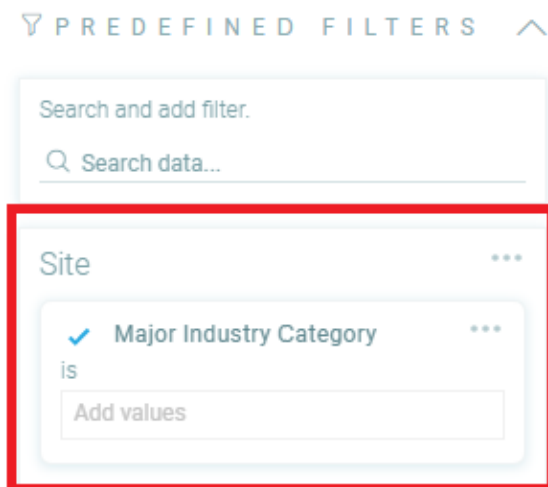 PREDEFINED FILTERS
Search and add filter.
Search data...
Site
Major Industry Category
is
Add values